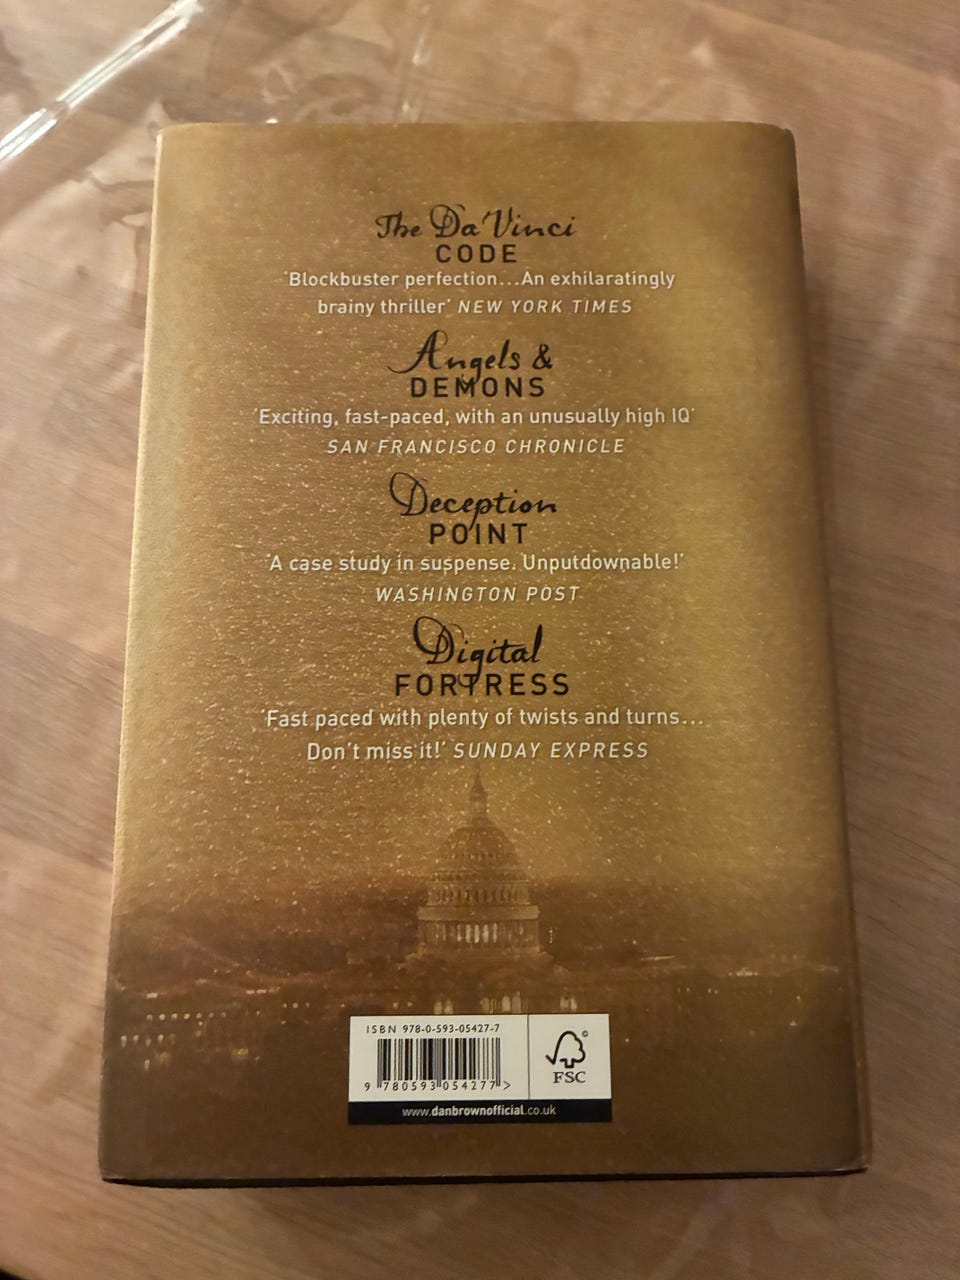 The Da Vinci
CODE
'Blockbuster perfection...An exhilaratingly
brainy thriller' NEW YORK TIMES
Angels &
DEMONS
'Exciting, fast-paced, with an unusually high IQ'
SAN FRANCISCO CHRONICLE
Deception
POINT
'A case study in suspense. Unputdownable!'
WASHINGTON POST
Digital
FORTRESS
'Fast paced with plenty of twists and turns...
Don't miss it!' SUNDAY EXPRESS
ISBN 978-0-593-05427-7
9 780593 054277 >
©
FSC
www.danbrownofficial.co.uk